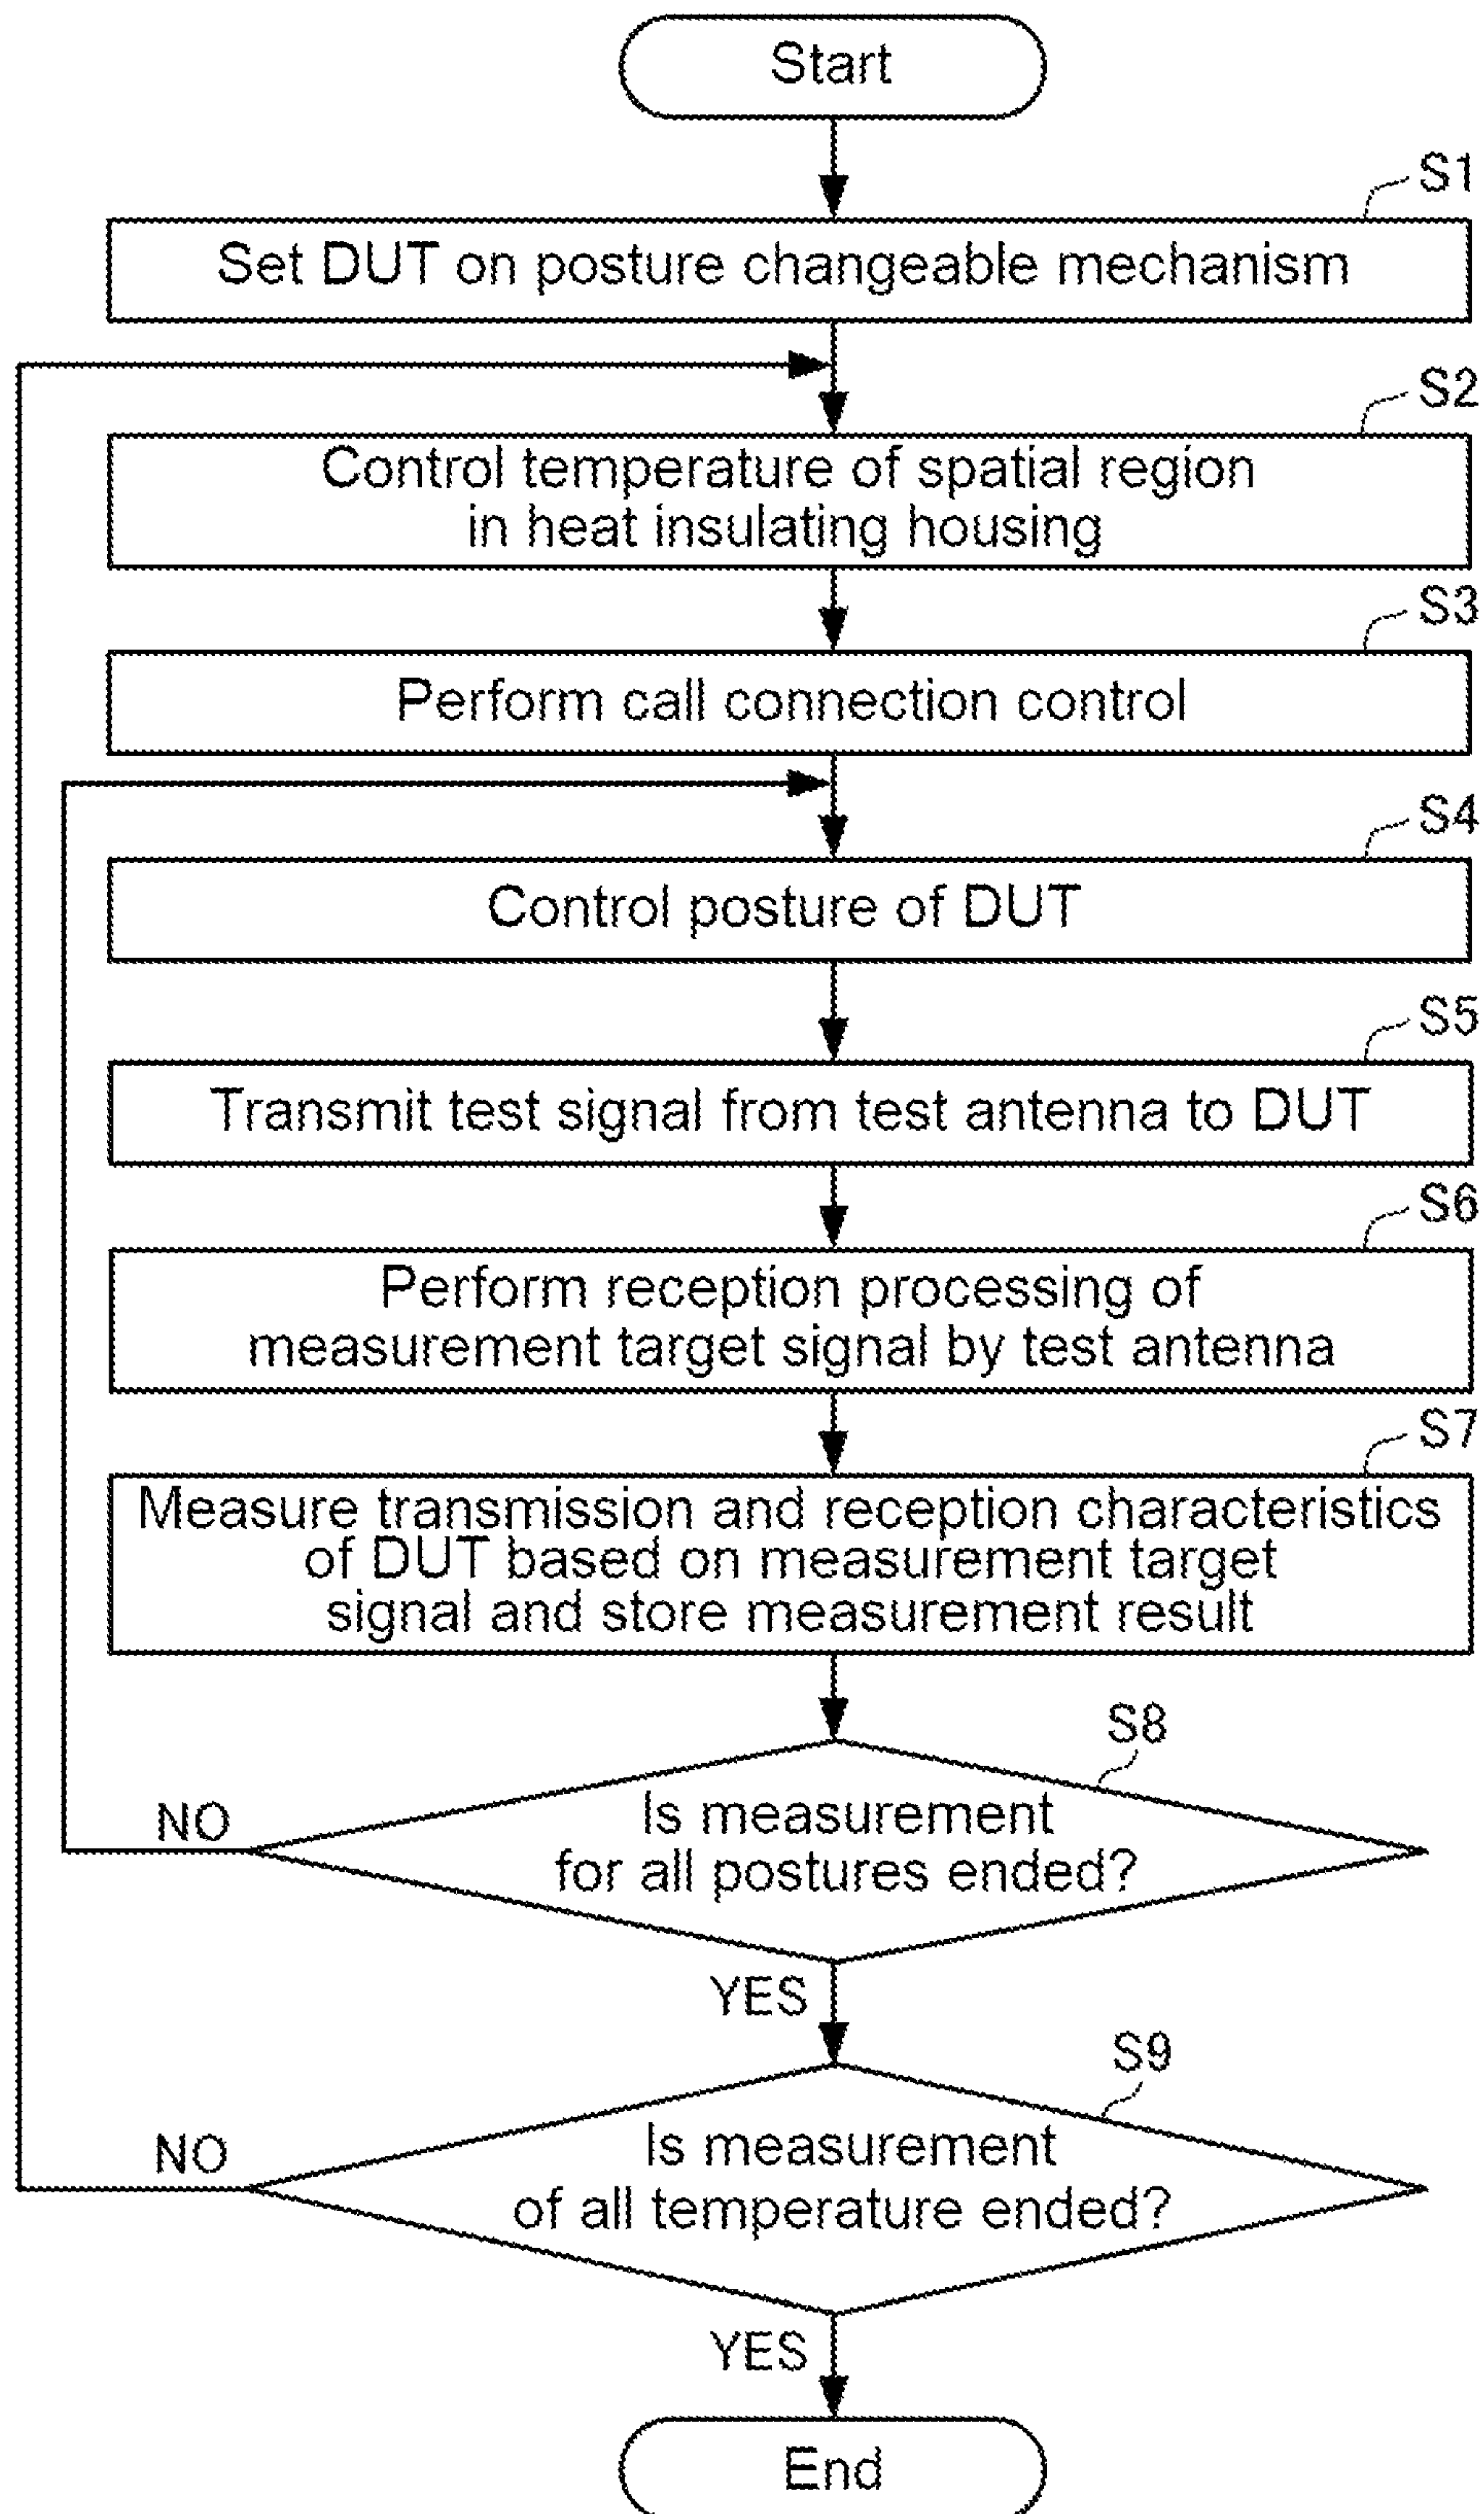 Start
S1
Set DUT on posture changeable mechanism
S2
Control temperature of spatial region
in heat insulating housing
S3
Perform call connection control
S4
Control posture of DUT
S5
Transmit test signal from test antenna to DUT
S6
Perform reception processing of
measurement target signal by test antenna
S7
Measure transmission and reception characteristics
of DUT based on measurement target
signal and store measurement result
S8
Is measurement
for all postures ended?
NO
YES
S9
Is measurement
of all temperature ended?
NO
YES
End